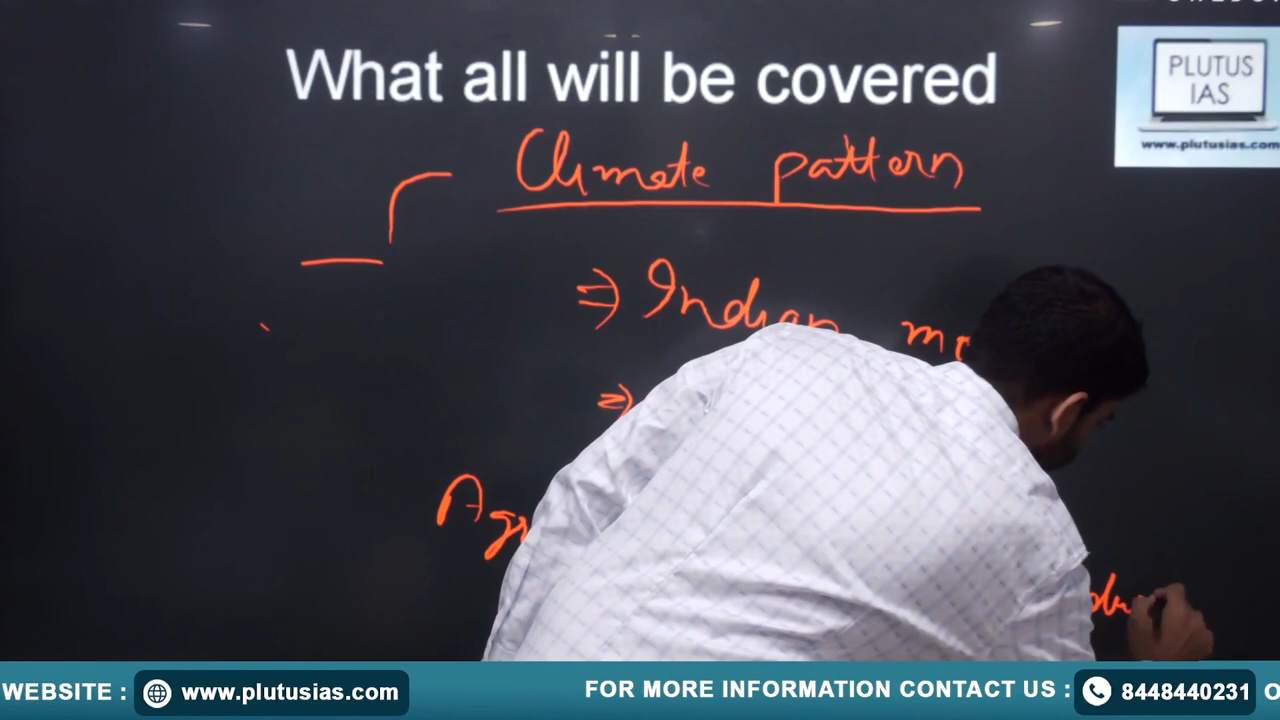 What all will be covered
PLUTUS
IAS
www.plutusias.com
Climate pattern
⇒ Indian
⇒
WEBSITE : www.plutusias.com
FOR MORE INFORMATION CONTACT US : 8448440231